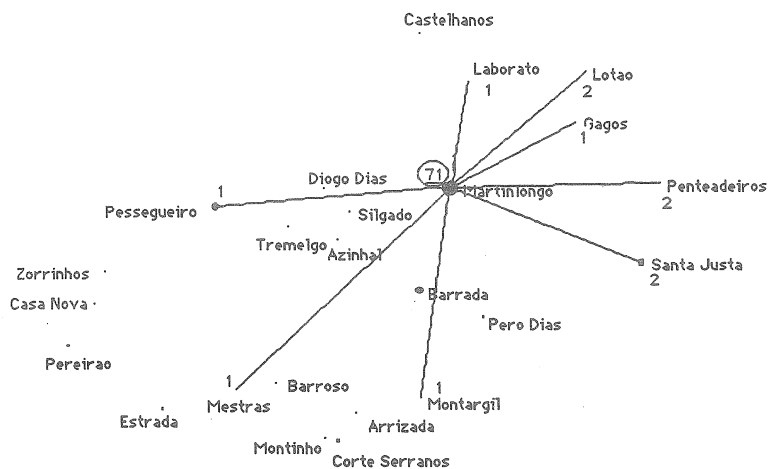 Castelhanos
Laborato
1
Lotao
2
Gagos
1
71
Martinlongo
Diogo Dias
1
Penteadeiros
2
Pessegueiro
Silgado
Tremelgo
Azinhal
Santa Justa
2
Zorrinhos
Casa Nova
Barrada
Pero Dias
Pereirao
1
Mestras
Barroso
1
Montargil
Estrada
Arrizada
Montinho
Corte Serranos